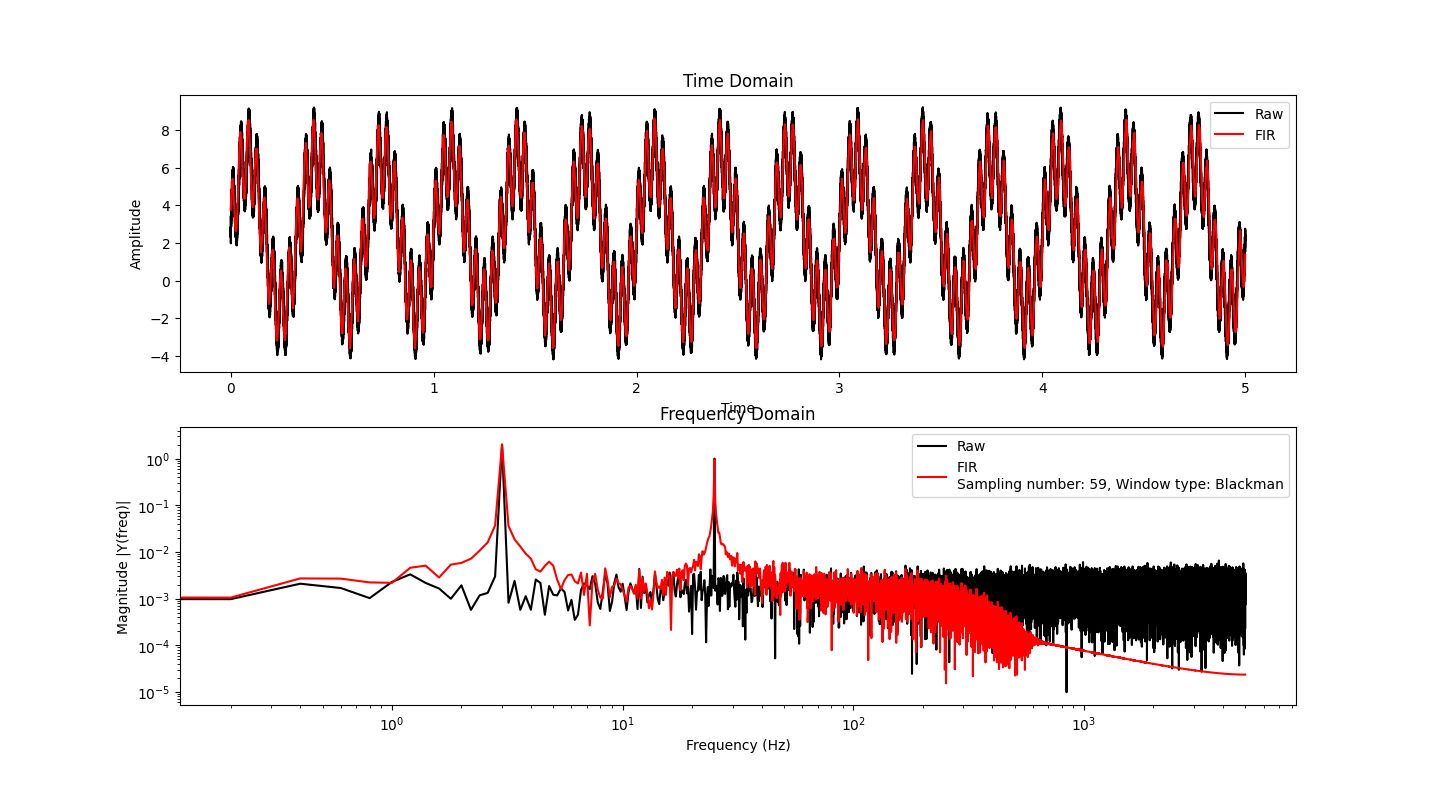 Time Domain
Amplitude
8
6
4
2
0
−2
−4
Raw
FIR
0 1 2 3 4 5
Time
Frequency Domain
Magnitude |Y(freq)|
10⁰
10⁻¹
10⁻²
10⁻³
10⁻⁴
10⁻⁵
Raw
FIR
Sampling number: 59, Window type: Blackman
10⁰ 10¹ 10² 10³
Frequency (Hz)